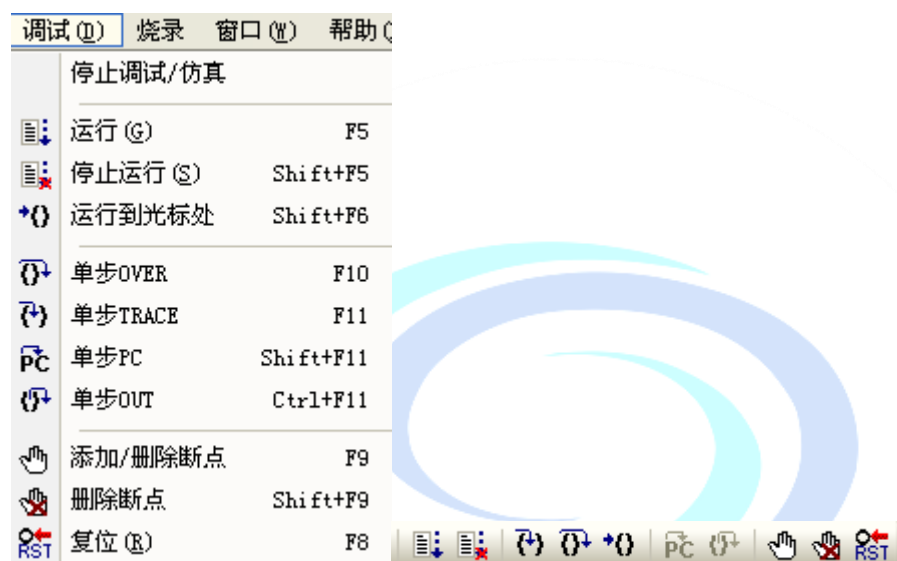 调试(D) 烧录 窗口(W) 帮助(
停止调试/仿真
运行(G) F5
停止运行(S) Shift+F5
运行到光标处 Shift+F6
单步OVER F10
单步TRACE F11
PC 单步PC Shift+F11
单步OUT Ctrl+F11
添加/删除断点 F9
删除断点 Shift+F9
RST 复位(R) F8
PC RST